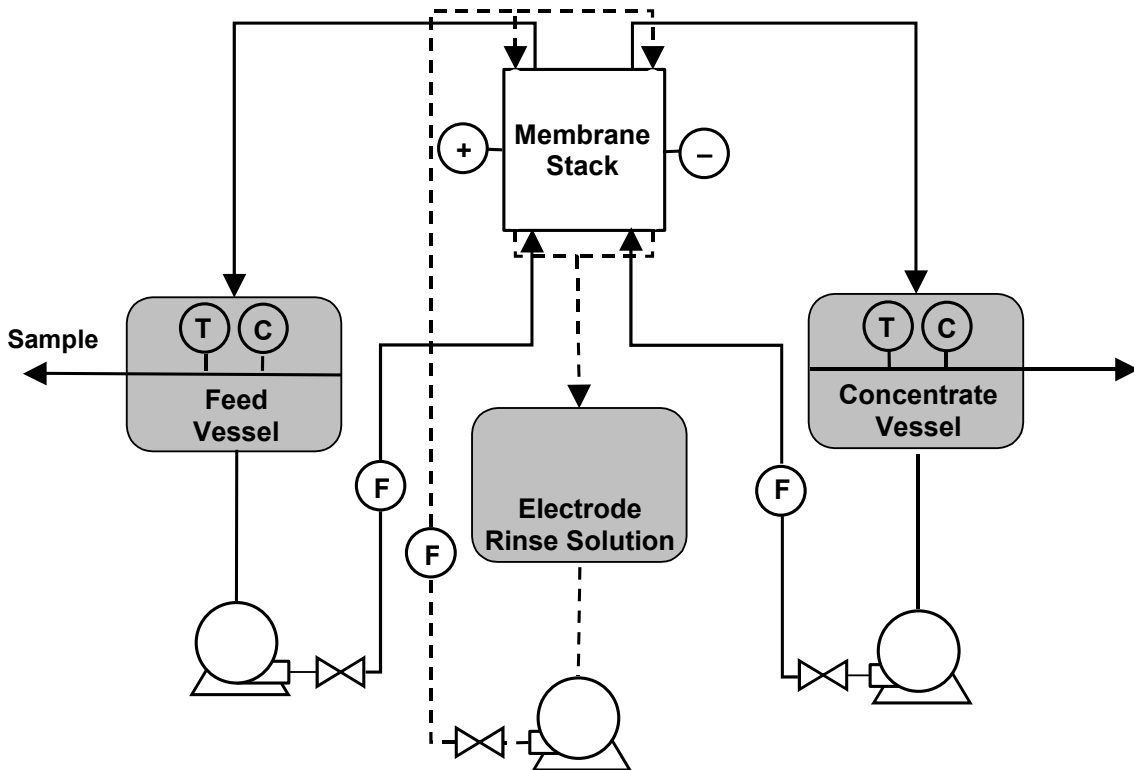 Membrane
Stack
+
–
T
C
T
C
Sample
Feed
Vessel
Concentrate
Vessel
F
F
Electrode
Rinse Solution
F